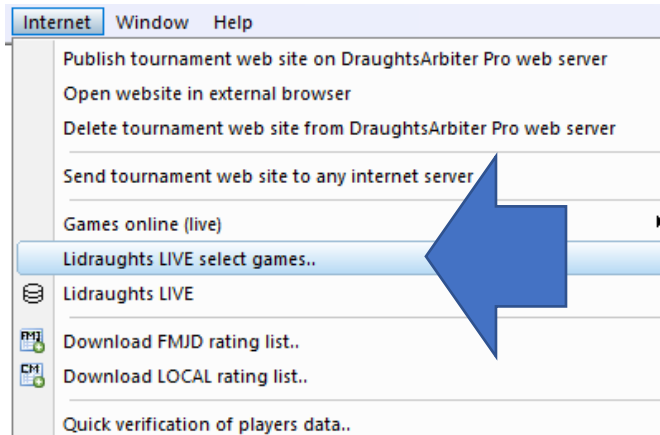 Internet Window Help
Publish tournament web site on DraughtsArbiter Pro web server
Open website in external browser
Delete tournament web site from DraughtsArbiter Pro web server
Send tournament web site to any internet server
Games online (live)
Lidraughts LIVE select games..
Lidraughts LIVE
FMJ Download FMJD rating list..
CM Download LOCAL rating list..
Quick verification of players data..